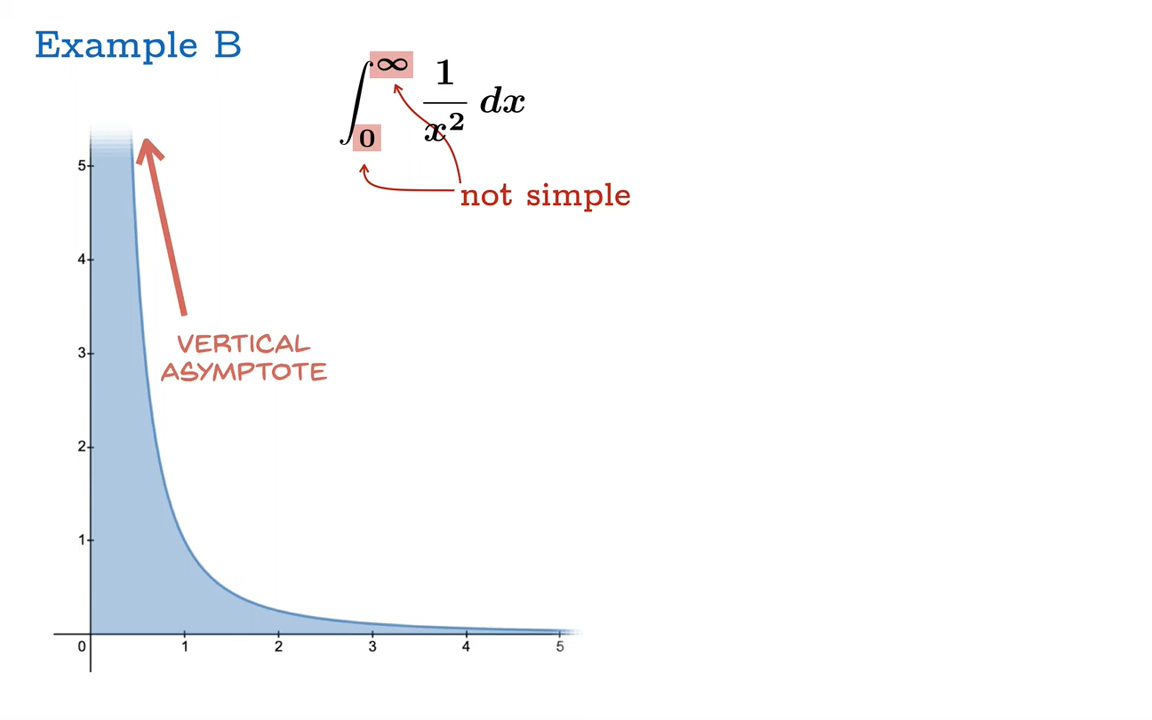 Example B
∫₀^∞ 1/x² dx
not simple
VERTICAL
ASYMPTOTE
5
4
3
2
1
0 1 2 3 4 5